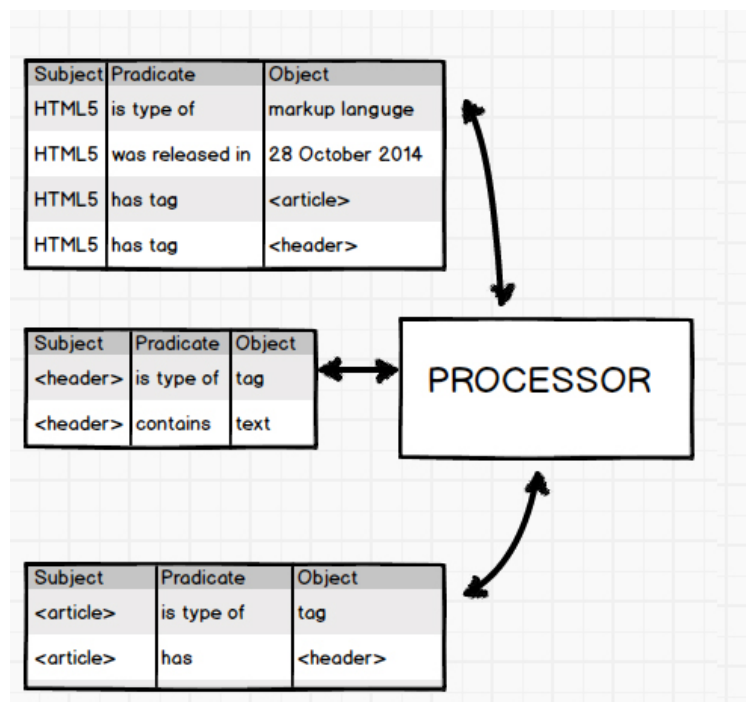 Subject Pradicate Object
HTML5 is type of markup languge
HTML5 was released in 28 October 2014
HTML5 has tag <article>
HTML5 has tag <header>
Subject Pradicate Object
<header> is type of tag
<header> contains text
PROCESSOR
Subject Pradicate Object
<article> is type of tag
<article> has <header>